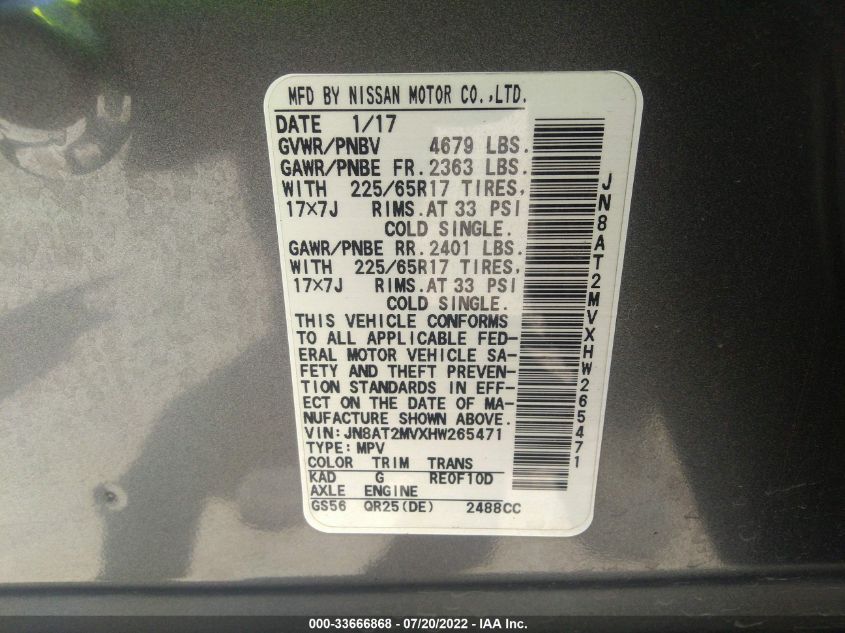 MFD BY NISSAN MOTOR CO.,LTD.
DATE 1/17
GVWR/PNBV 4679 LBS.
GAWR/PNBE FR. 2363 LBS.
WITH 225/65R17 TIRES,
17×7J RIMS.AT 33 PSI
COLD SINGLE.
GAWR/PNBE RR. 2401 LBS.
WITH 225/65R17 TIRES,
17×7J RIMS.AT 33 PSI
COLD SINGLE.
THIS VEHICLE CONFORMS
TO ALL APPLICABLE FED-
ERAL MOTOR VEHICLE SA-
FETY AND THEFT PREVEN-
TION STANDARDS IN EFF-
ECT ON THE DATE OF MA-
NUFACTURE SHOWN ABOVE.
VIN:JN8AT2MVXHW265471
TYPE:MPV
COLOR TRIM TRANS
KAD G RE0F10D
AXLE ENGINE
GS56 QR25(DE) 2488CC
JN8AT2MVXHW265471
000-33666868 - 07/20/2022 - IAA Inc.